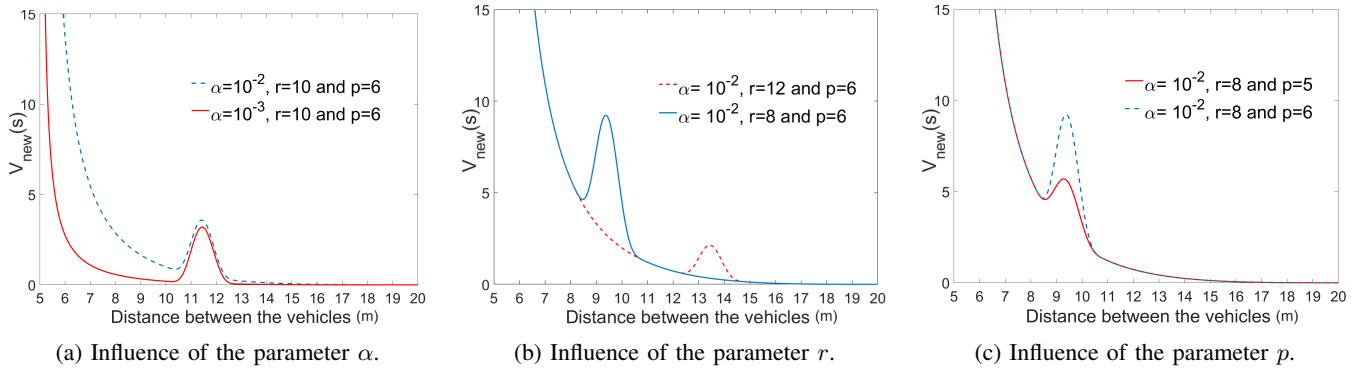 15
10
5
0
V_new(s)
α=10^-2, r=10 and p=6
α=10^-3, r=10 and p=6
5 6 7 8 9 10 11 12 13 14 15 16 17 18 19 20
Distance between the vehicles (m)
(a) Influence of the parameter α.
15
10
5
0
V_new(s)
α= 10^-2, r=12 and p=6
α= 10^-2, r=8 and p=6
5 6 7 8 9 10 11 12 13 14 15 16 17 18 19 20
Distance between the vehicles (m)
(b) Influence of the parameter r.
15
10
5
0
V_new(s)
α= 10^-2, r=8 and p=5
α= 10^-2, r=8 and p=6
5 6 7 8 9 10 11 12 13 14 15 16 17 18 19 20
Distance between the vehicles (m)
(c) Influence of the parameter p.